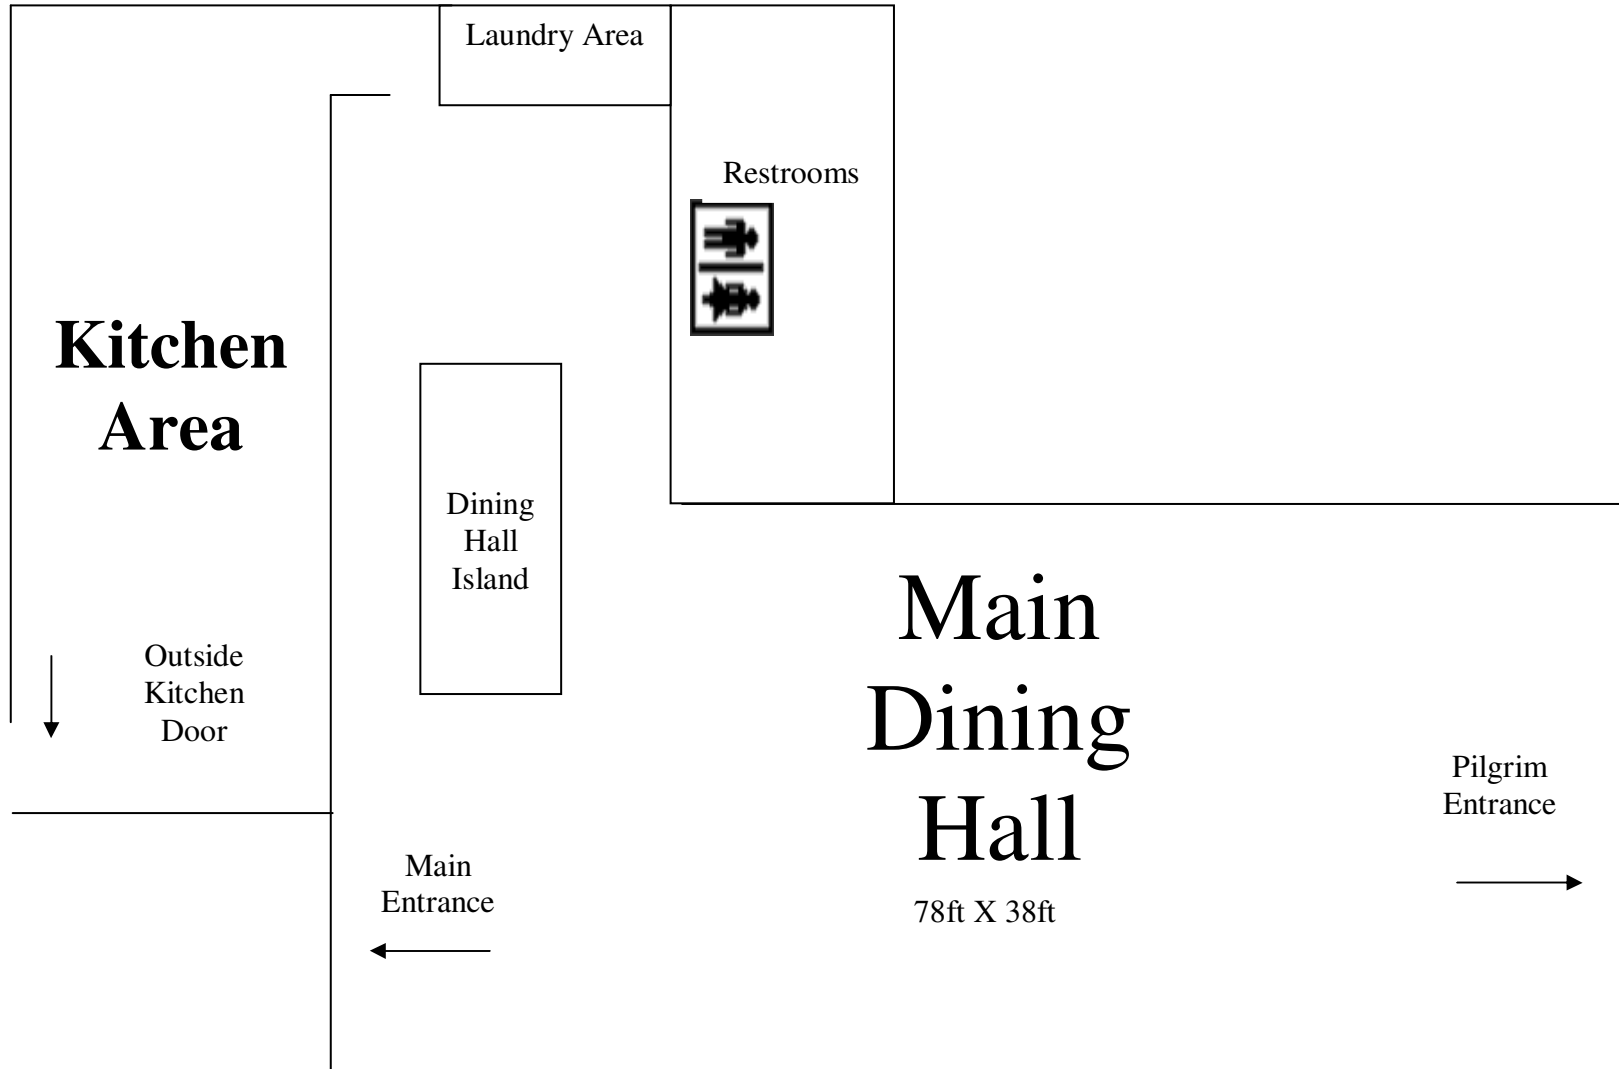 Laundry Area
Restrooms
Kitchen
Area
Dining
Hall
Island
Main
Dining
Hall
78ft X 38ft
Outside
Kitchen
Door
Pilgrim
Entrance
Main
Entrance